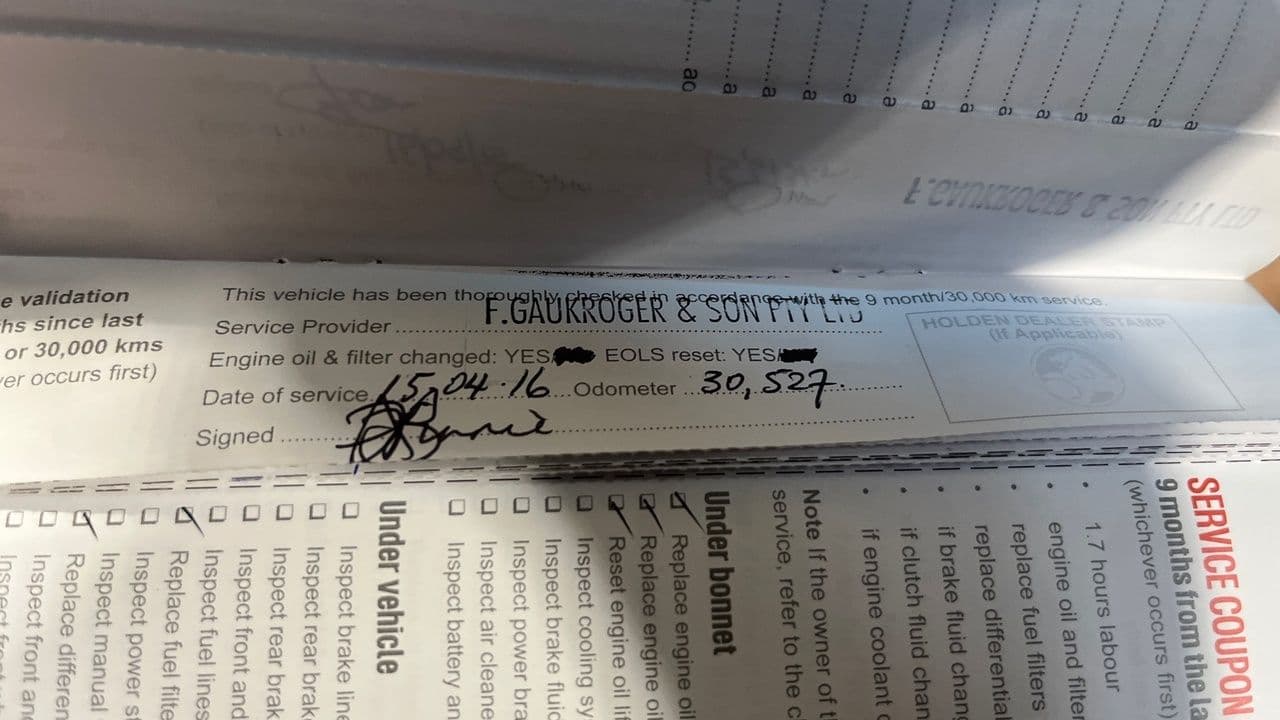 e validation
hs since last
or 30,000 kms
er occurs first)
This vehicle has been thoroughly checked in accordance with the 9 month/30,000 km service.
Service Provider F.GAUKROGER & SON PTY LTD
Engine oil & filter changed: YES/ EOLS reset: YES/
Date of service 15.04.16 Odometer 30,527.
Signed
HOLDEN DEALER STAMP
(If Applicable)
SERVICE COUPON
9 months from the la
(whichever occurs first)
• 1.7 hours labour
• engine oil and filter
• replace fuel filters
• replace differential
• if brake fluid chang
• if clutch fluid chan
• if engine coolant c
Note If the owner of t
service, refer to the c
Under bonnet
Replace engine oil
Replace engine oi
Reset engine oil lif
Inspect cooling sy
Inspect brake fluid
Inspect power bra
Inspect air cleane
Inspect battery an
Under vehicle
Inspect brake line
Inspect rear brak
Inspect rear brak
Inspect front and
Inspect fuel lines
Replace fuel filte
Inspect power st
Inspect manual
Replace differen
Inspect front an
F.GAUKROGER & SON PTY LTD